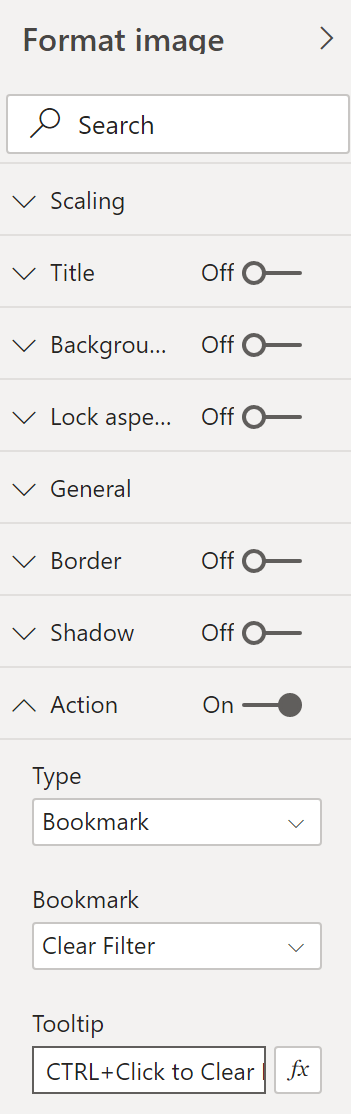 Format image
Search
Scaling
Title Off
Backgrou... Off
Lock aspe... Off
General
Border Off
Shadow Off
Action On
Type
Bookmark
Bookmark
Clear Filter
Tooltip
CTRL+Click to Clear fx